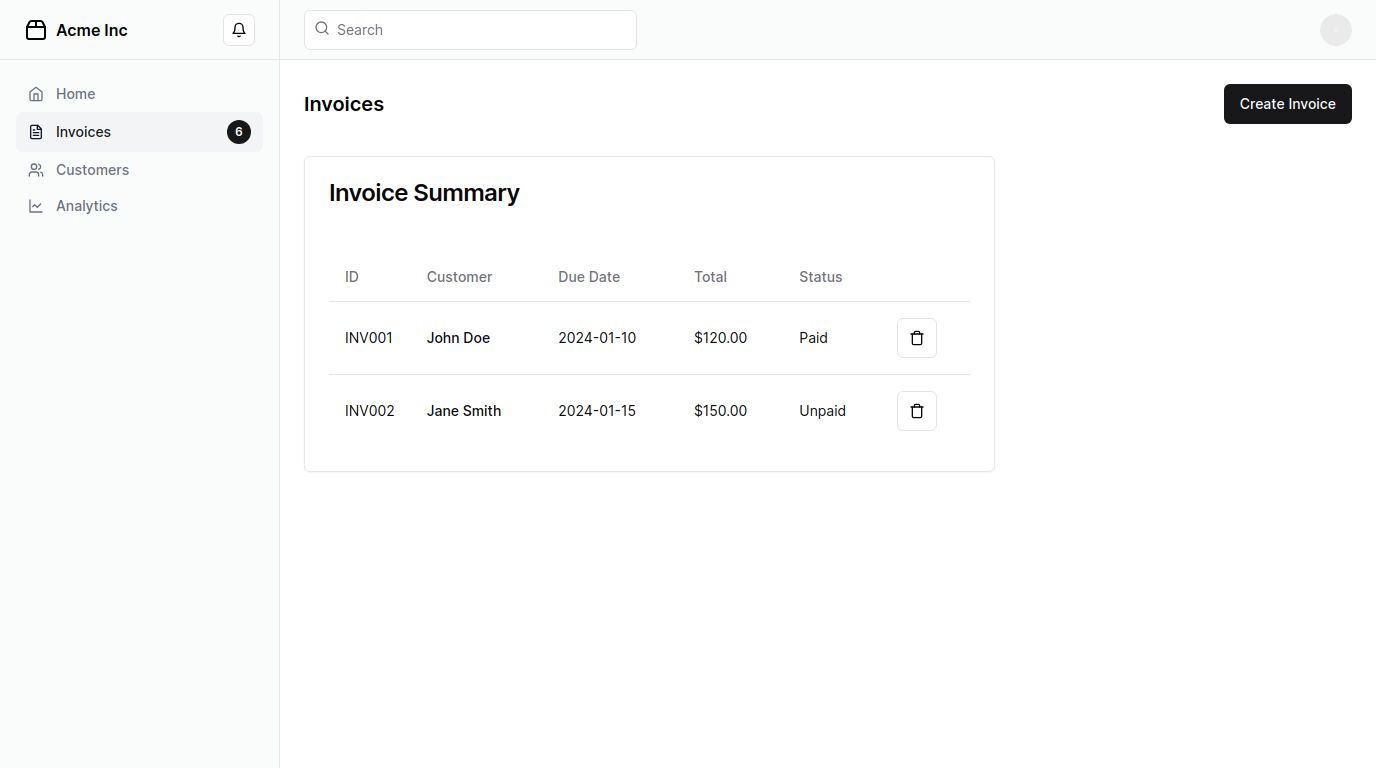 Acme Inc
Search
Home
Invoices 6
Customers
Analytics
Invoices
Create Invoice
Invoice Summary
ID Customer Due Date Total Status
INV001 John Doe 2024-01-10 $120.00 Paid
INV002 Jane Smith 2024-01-15 $150.00 Unpaid